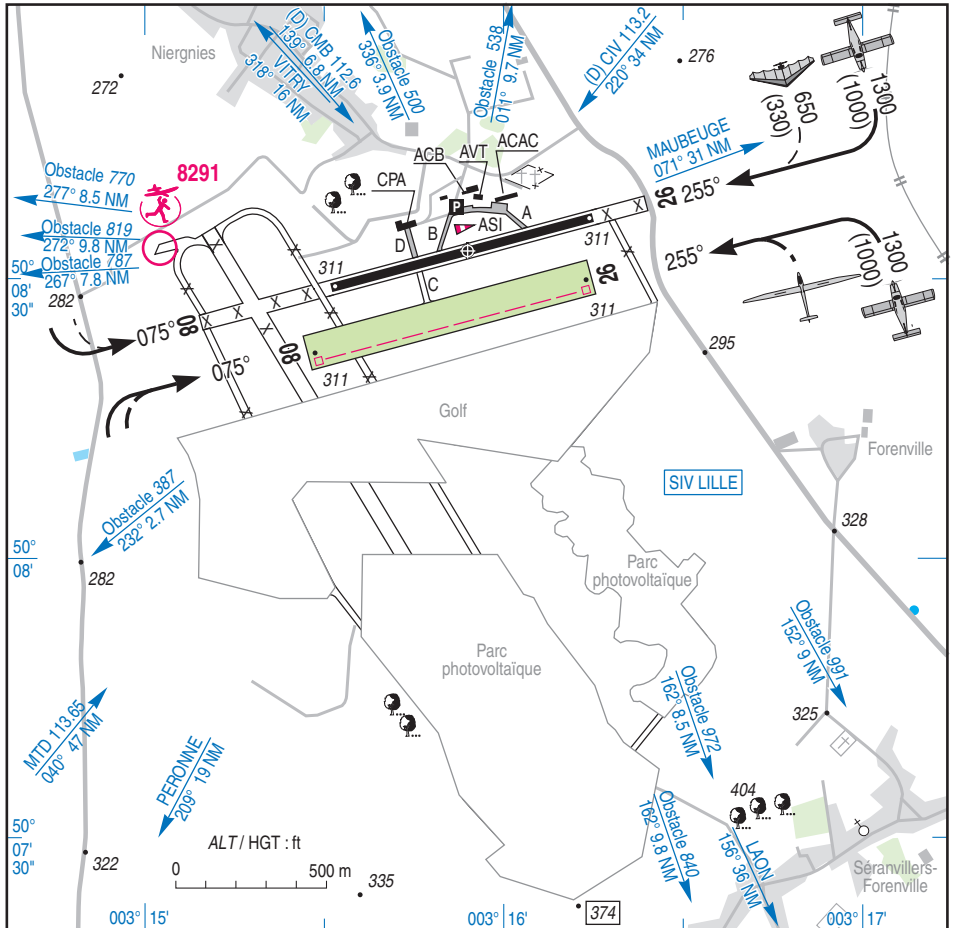 Niergnies
272
(D) CMB 112.6
139° 6.8 NM
VITRY
318° 16 NM
Obstacle 500
336° 3.9 NM
Obstacle 538
011° 9.7 NM
(D) CIV 113.2
220° 34 NM
276
650
(330)
1300
(1000)
MAUBEUGE
071° 31 NM
26
255°
255°
1300
(1000)
ACB
AVT
ACAC
CPA
P
ASI
A
B
D
C
8291
Obstacle 770
277° 8.5 NM
Obstacle 819
272° 9.8 NM
Obstacle 787
267° 7.8 NM
50°
08'
30"
282
311
311
311
311
26
08
075°
08
075°
295
Golf
Forenville
SIV LILLE
328
Obstacle 387
232° 2.7 NM
50°
08'
282
Parc
photovoltaïque
Parc
photovoltaïque
Obstacle 991
152° 9 NM
325
Obstacle 972
162° 8.5 NM
MTD 113.65
040° 47 NM
PERONNE
209° 19 NM
404
Obstacle 840
162° 9.8 NM
LAON
156° 36 NM
Séranvillers-
Forenville
50°
07'
30"
322
ALT / HGT : ft
0 500 m
335
374
003° 15'
003° 16'
003° 17'